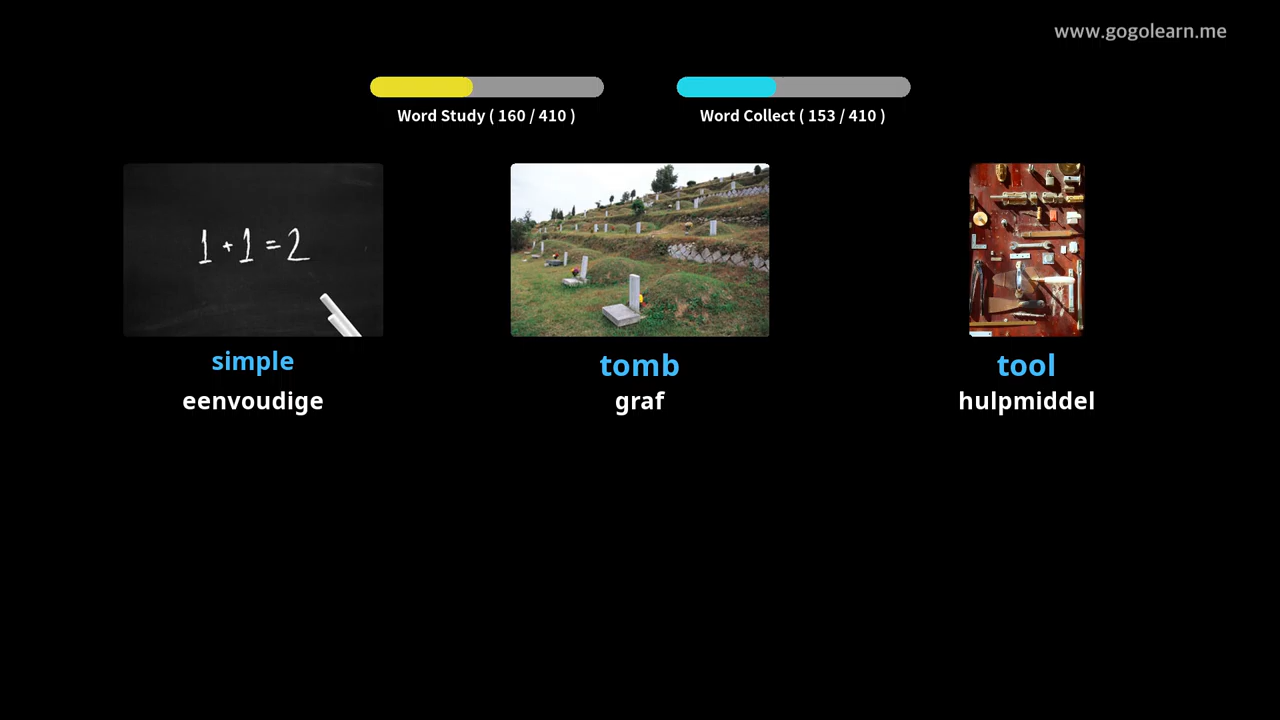 www.gogolearn.me
Word Study ( 160 / 410 )
Word Collect ( 153 / 410 )
1 + 1 = 2
simple
tomb
tool
eenvoudige
graf
hulpmiddel